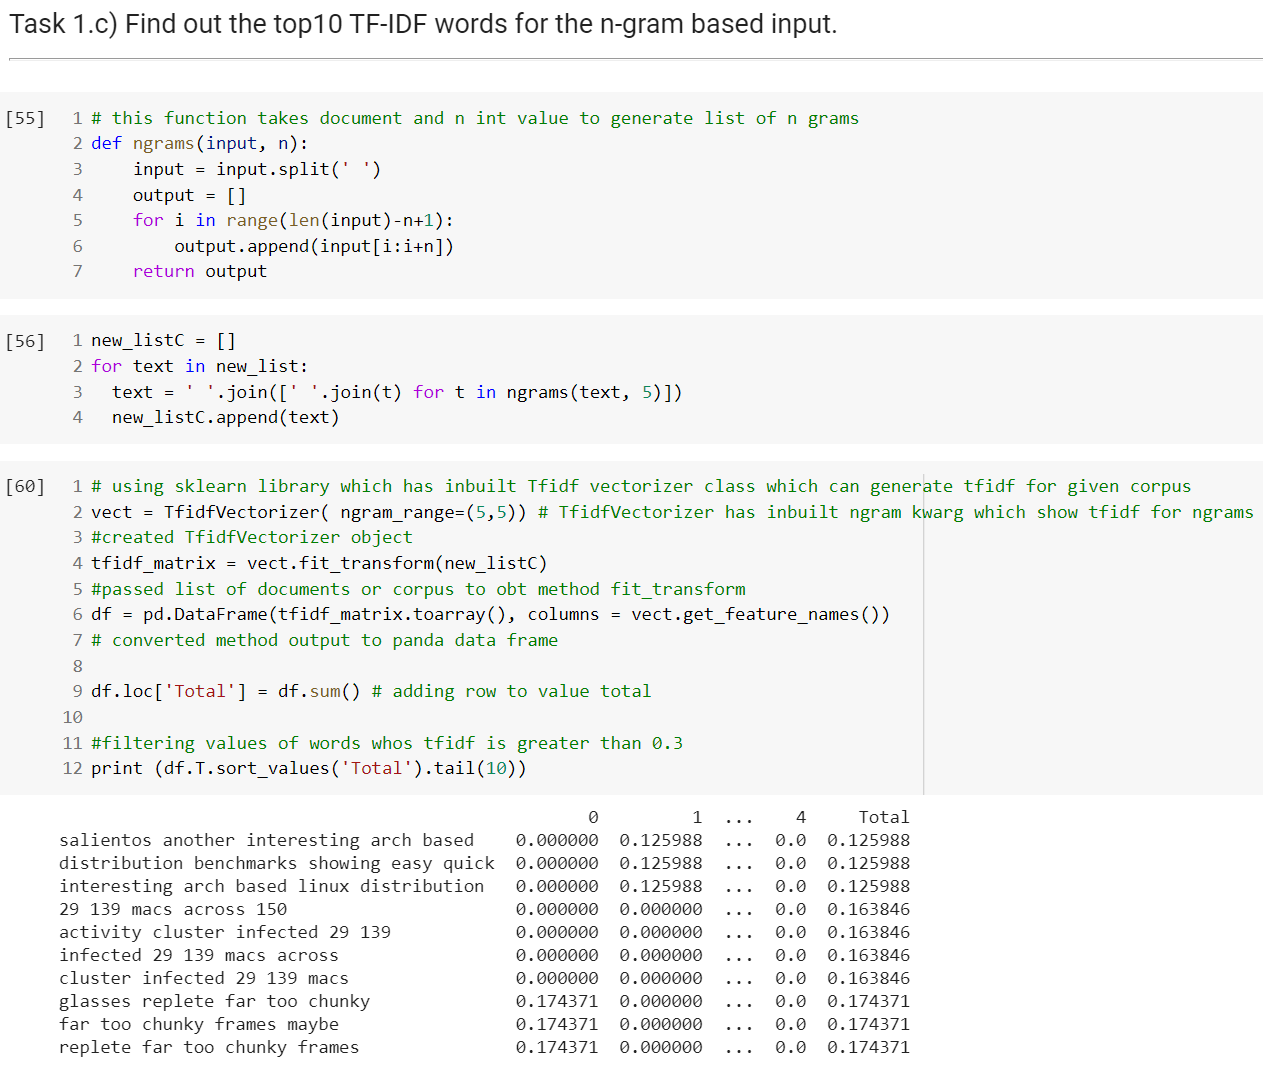 Task 1.c) Find out the top10 TF-IDF words for the n-gram based input.
[55] 1 # this function takes document and n int value to generate list of n grams
2 def ngrams(input, n):
3     input = input.split(' ')
4     output = []
5     for i in range(len(input)-n+1):
6         output.append(input[i:i+n])
7     return output
[56] 1 new_listC = []
2 for text in new_list:
3   text = ' '.join([' '.join(t) for t in ngrams(text, 5)])
4   new_listC.append(text)
[60] 1 # using sklearn library which has inbuilt Tfidf vectorizer class which can generate tfidf for given corpus
2 vect = TfidfVectorizer( ngram_range=(5,5)) # TfidfVectorizer has inbuilt ngram kwarg which show tfidf for ngrams
3 #created TfidfVectorizer object
4 tfidf_matrix = vect.fit_transform(new_listC)
5 #passed list of documents or corpus to obt method fit_transform
6 df = pd.DataFrame(tfidf_matrix.toarray(), columns = vect.get_feature_names())
7 # converted method output to panda data frame
8
9 df.loc['Total'] = df.sum() # adding row to value total
10
11 #filtering values of words whos tfidf is greater than 0.3
12 print (df.T.sort_values('Total').tail(10))
0 1 ... 4 Total
salientos another interesting arch based 0.000000 0.125988 ... 0.0 0.125988
distribution benchmarks showing easy quick 0.000000 0.125988 ... 0.0 0.125988
interesting arch based linux distribution 0.000000 0.125988 ... 0.0 0.125988
29 139 macs across 150 0.000000 0.000000 ... 0.0 0.163846
activity cluster infected 29 139 0.000000 0.000000 ... 0.0 0.163846
infected 29 139 macs across 0.000000 0.000000 ... 0.0 0.163846
cluster infected 29 139 macs 0.000000 0.000000 ... 0.0 0.163846
glasses replete far too chunky 0.174371 0.000000 ... 0.0 0.174371
far too chunky frames maybe 0.174371 0.000000 ... 0.0 0.174371
replete far too chunky frames 0.174371 0.000000 ... 0.0 0.174371